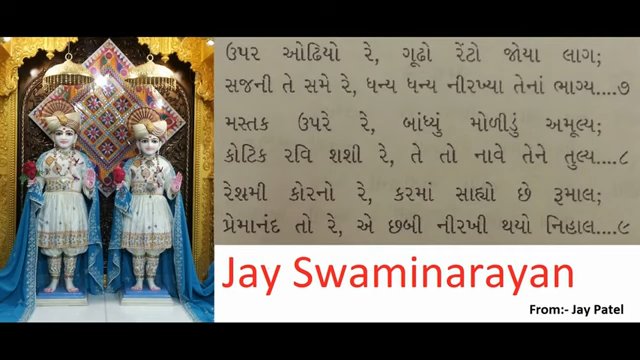 ઉપર ઓઢિયો રે, ગૂઢો રેંટો જોયા લાગ;
સજની તે સમે રે, ધન્ય ધન્ય નીરખ્યા તેનાં ભાગ્ય....૭
મસ્તક ઉપરે રે, બાંધ્યું મોળીડું અમૂલ્ય;
કોટિક રવિ શશી રે, તે તો નાવે તેને તુલ્ય....૮
રેશમી કોરનો રે, કરમાં સાહ્યો છે રૂમાલ;
પ્રેમાનંદ તો રે, એ છબી નીરખી થયો નિહાલ....૯
Jay Swaminarayan
From:- Jay Patel